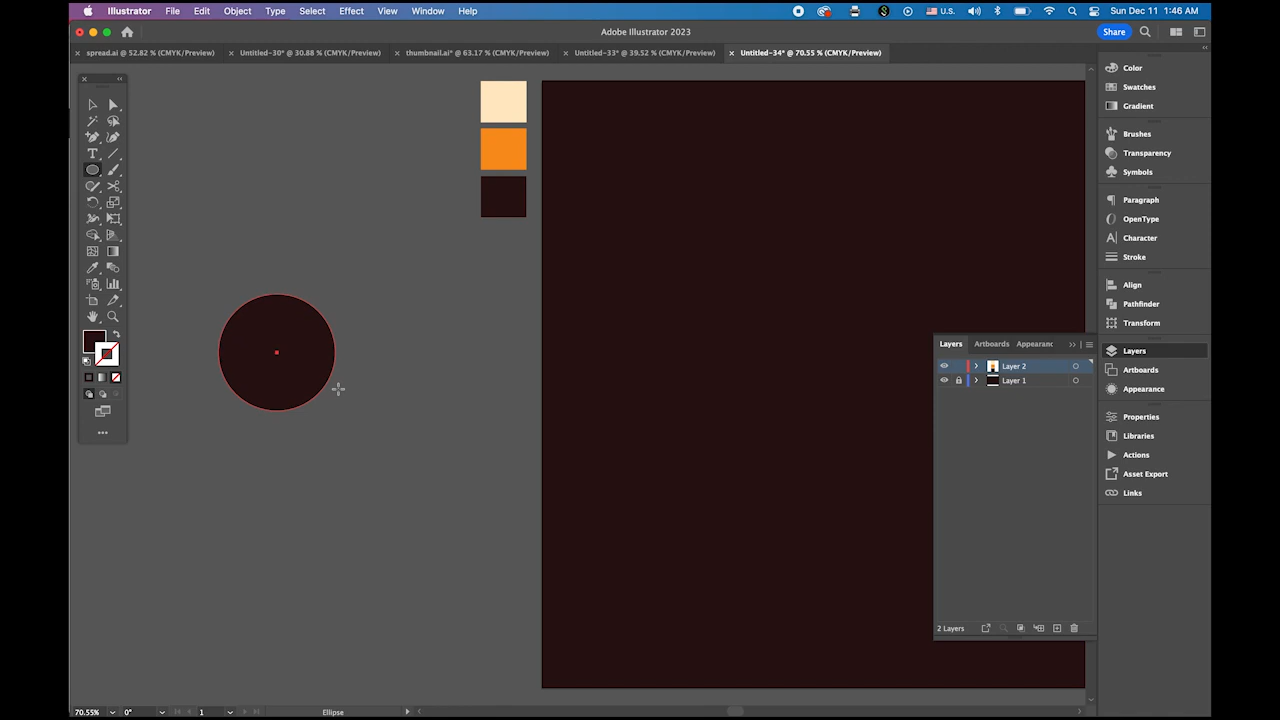 Illustrator File Edit Object Type Select Effect View Window Help U.S. Sun Dec 11 1:46 AM
Adobe Illustrator 2023 Share
spread.ai @ 52.82 % (CMYK/Preview) Untitled-30* @ 30.88 % (CMYK/Preview) thumbnail.ai* @ 63.17 % (CMYK/Preview) Untitled-33* @ 39.52 % (CMYK/Preview) Untitled-34* @ 70.55 % (CMYK/Preview)
Color
Swatches
Gradient
Brushes
Transparency
Symbols
Paragraph
OpenType
Character
Stroke
Align
Pathfinder
Transform
Layers Artboards Appearanc
Layer 2
Layer 1
2 Layers
Layers
Artboards
Appearance
Properties
Libraries
Actions
Asset Export
Links
70.55% 0° 1 Ellipse